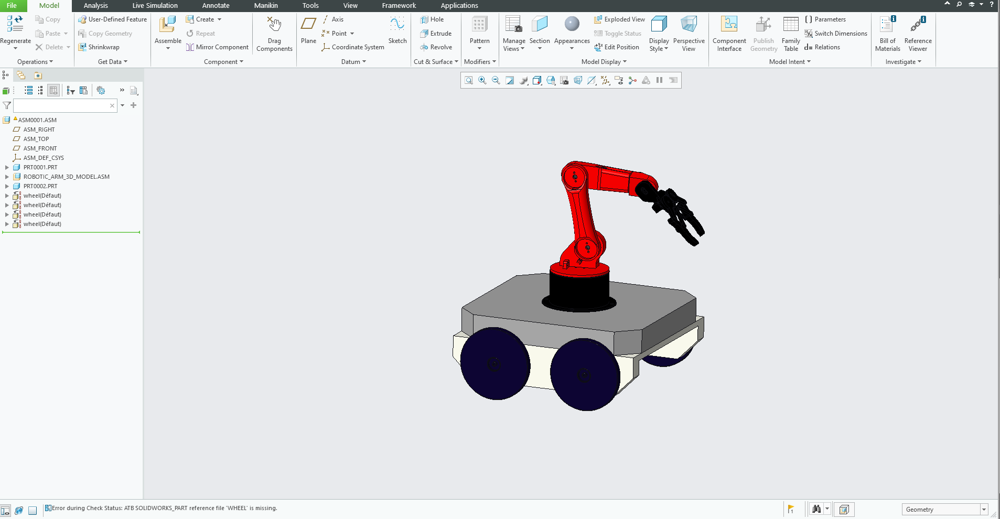 File Model Analysis Live Simulation Annotate Manikin Tools View Framework Applications
Regenerate
Copy
Paste
Delete
Operations
User-Defined Feature
Copy Geometry
Shrinkwrap
Get Data
Assemble
Create
Repeat
Mirror Component
Component
Drag
Components
Plane
Axis
Point
Coordinate System
Sketch
Datum
Hole
Extrude
Revolve
Cut & Surface
Pattern
Modifiers
Manage
Views
Section
Appearances
Exploded View
Toggle Status
Edit Position
Display
Style
Perspective
View
Model Display
Component
Interface
Publish
Geometry
Family
Table
[ ] Parameters
Switch Dimensions
d= Relations
Model Intent
Bill of
Materials
Reference
Viewer
Investigate
ASM0001.ASM
ASM_RIGHT
ASM_TOP
ASM_FRONT
ASM_DEF_CSYS
PRT0001.PRT
ROBOTIC_ARM_3D_MODEL.ASM
PRT0002.PRT
wheel(Défaut)
wheel(Défaut)
wheel(Défaut)
wheel(Défaut)
Error during Check Status: ATB SOLIDWORKS_PART reference file 'WHEEL' is missing.
1
Geometry